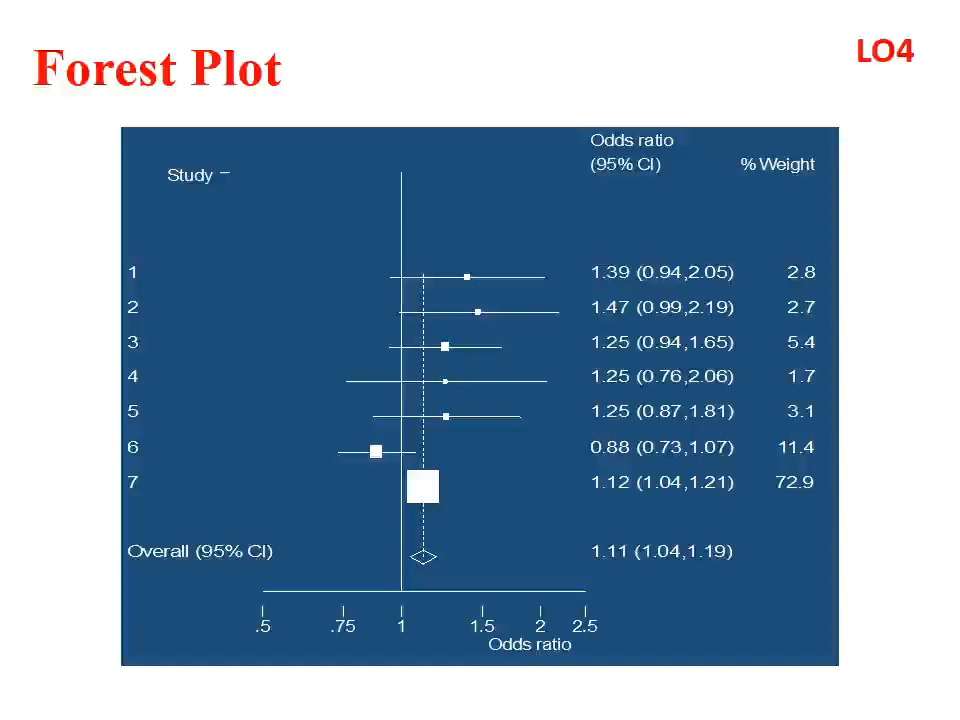 Forest Plot
LO4
Odds ratio
(95% CI)
% Weight
Study
1 1.39 (0.94,2.05) 2.8
2 1.47 (0.99,2.19) 2.7
3 1.25 (0.94,1.65) 5.4
4 1.25 (0.76,2.06) 1.7
5 1.25 (0.87,1.81) 3.1
6 0.88 (0.73,1.07) 11.4
7 1.12 (1.04,1.21) 72.9
Overall (95% CI) 1.11 (1.04,1.19)
.5 .75 1 1.5 2 2.5
Odds ratio